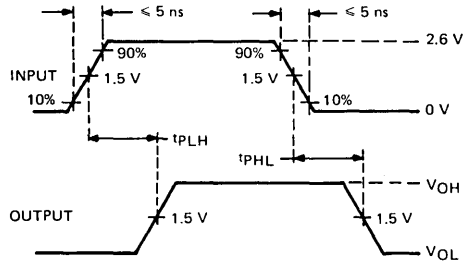 ≤ 5 ns ≤ 5 ns
2.6 V
90% 90%
INPUT 1.5 V 1.5 V
10% 10%
0 V
tPLH
tPHL
VOH
OUTPUT 1.5 V 1.5 V
VOL